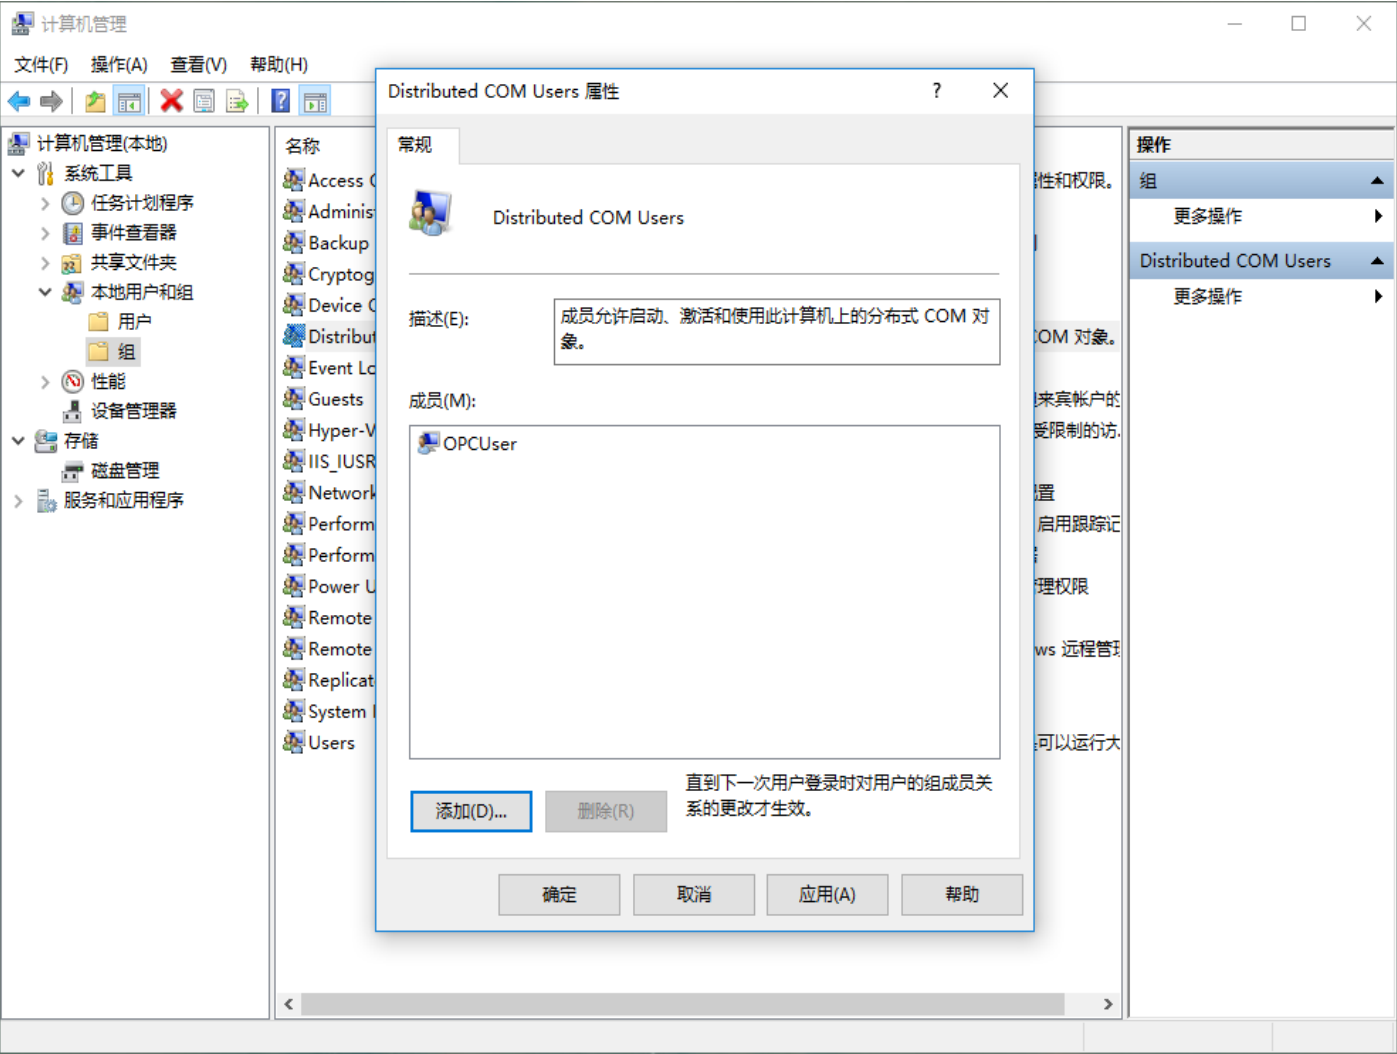 计算机管理
文件(F) 操作(A) 查看(V) 帮助(H)
计算机管理(本地)
系统工具
任务计划程序
事件查看器
共享文件夹
本地用户和组
用户
组
性能
设备管理器
存储
磁盘管理
服务和应用程序
名称
Access
Adminis
Backup
Cryptog
Device
Distribut
Event Lo
Guests
Hyper-V
IIS_IUSR
Network
Perform
Perform
Power U
Remote
Remote
Replicat
System
Users
Distributed COM Users 属性
?
常规
Distributed COM Users
描述(E):
成员允许启动、激活和使用此计算机上的分布式 COM 对
象。
成员(M):
OPCUser
添加(D)...
删除(R)
直到下一次用户登录时对用户的组成员关
系的更改才生效。
确定
取消
应用(A)
帮助
性和权限。
COM 对象。
来宾帐户的
受限制的访.
置
启用跟踪记
理权限
ws 远程管理
可以运行大
操作
组
更多操作
Distributed COM Users
更多操作